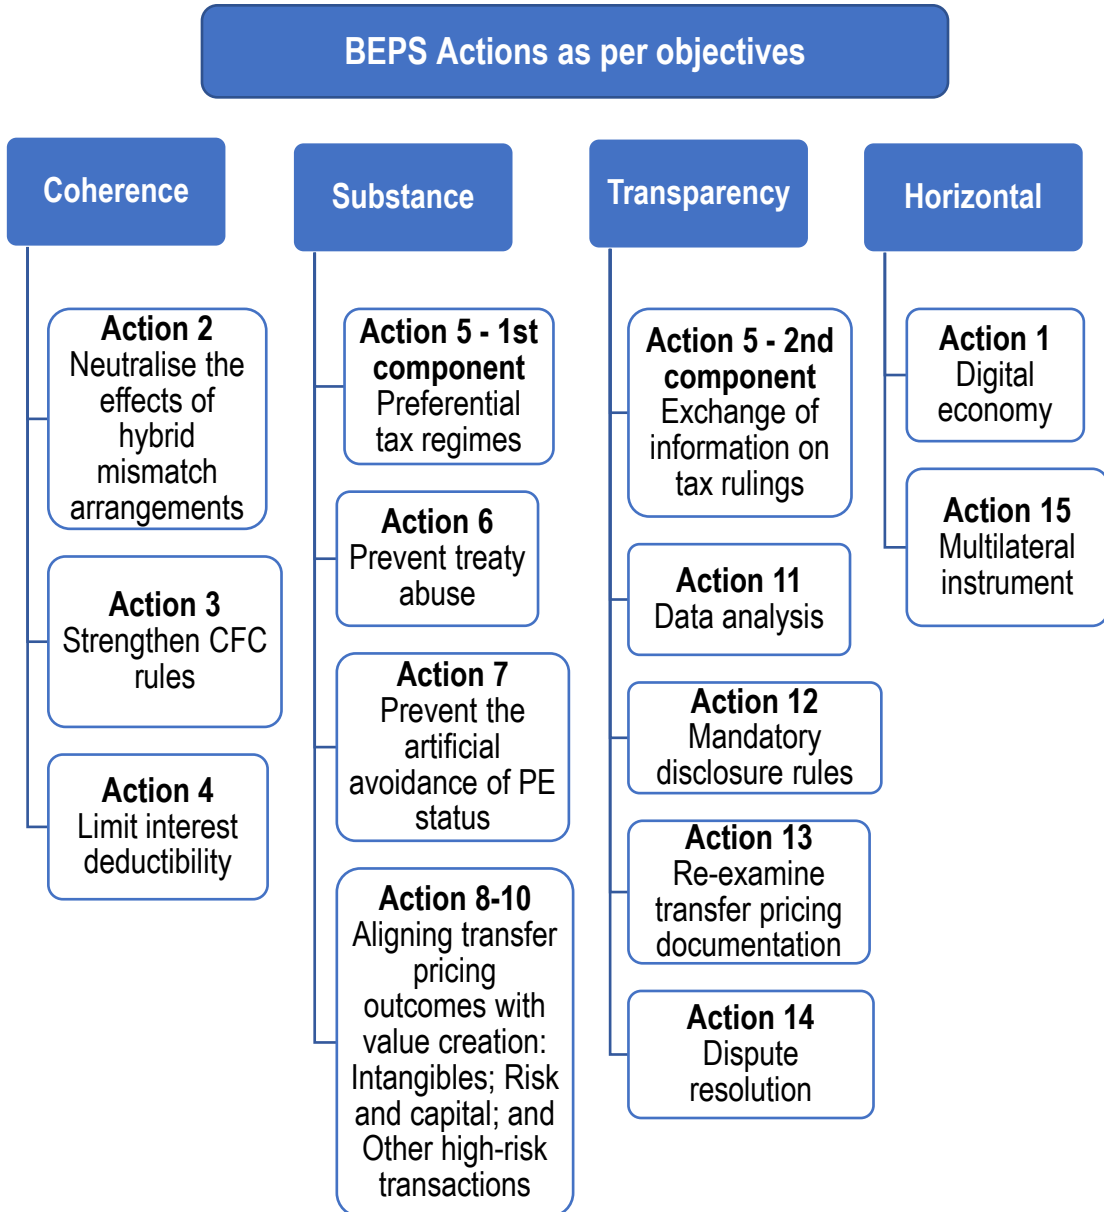 BEPS Actions as per objectives
Coherence
Action 2
Neutralise the
effects of
hybrid
mismatch
arrangements
Action 3
Strengthen CFC
rules
Action 4
Limit interest
deductibility
Substance
Action 5 - 1st
component
Preferential
tax regimes
Action 6
Prevent treaty
abuse
Action 7
Prevent the
artificial
avoidance of PE
status
Action 8-10
Aligning transfer
pricing
outcomes with
value creation:
Intangibles; Risk
and capital; and
Other high-risk
transactions
Transparency
Action 5 - 2nd
component
Exchange of
information on
tax rulings
Action 11
Data analysis
Action 12
Mandatory
disclosure rules
Action 13
Re-examine
transfer pricing
documentation
Action 14
Dispute
resolution
Horizontal
Action 1
Digital
economy
Action 15
Multilateral
instrument